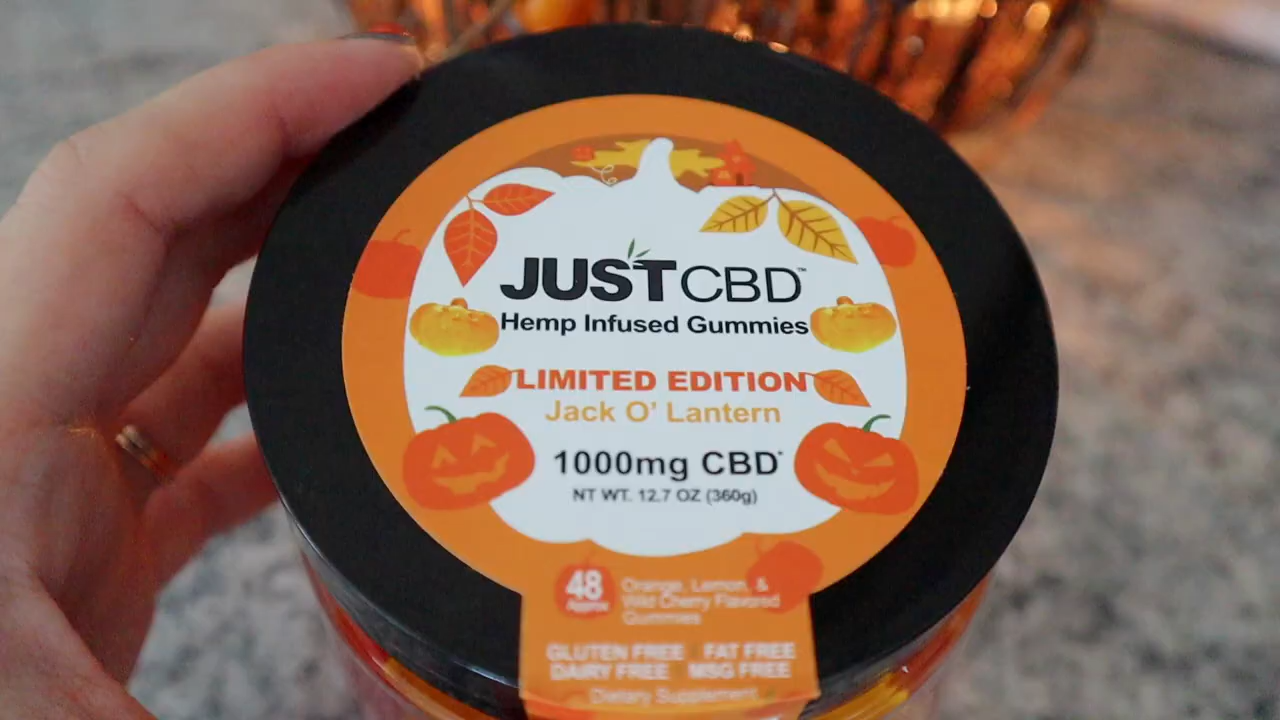 JUSTCBD™
Hemp Infused Gummies
LIMITED EDITION
Jack O' Lantern
1000mg CBD*
NT WT. 12.7 OZ (360g)
48
Approx
Orange, Lemon, &
Wild Cherry Flavored
Gummies
GLUTEN FREE FAT FREE
DAIRY FREE MSG FREE
Dietary Supplement